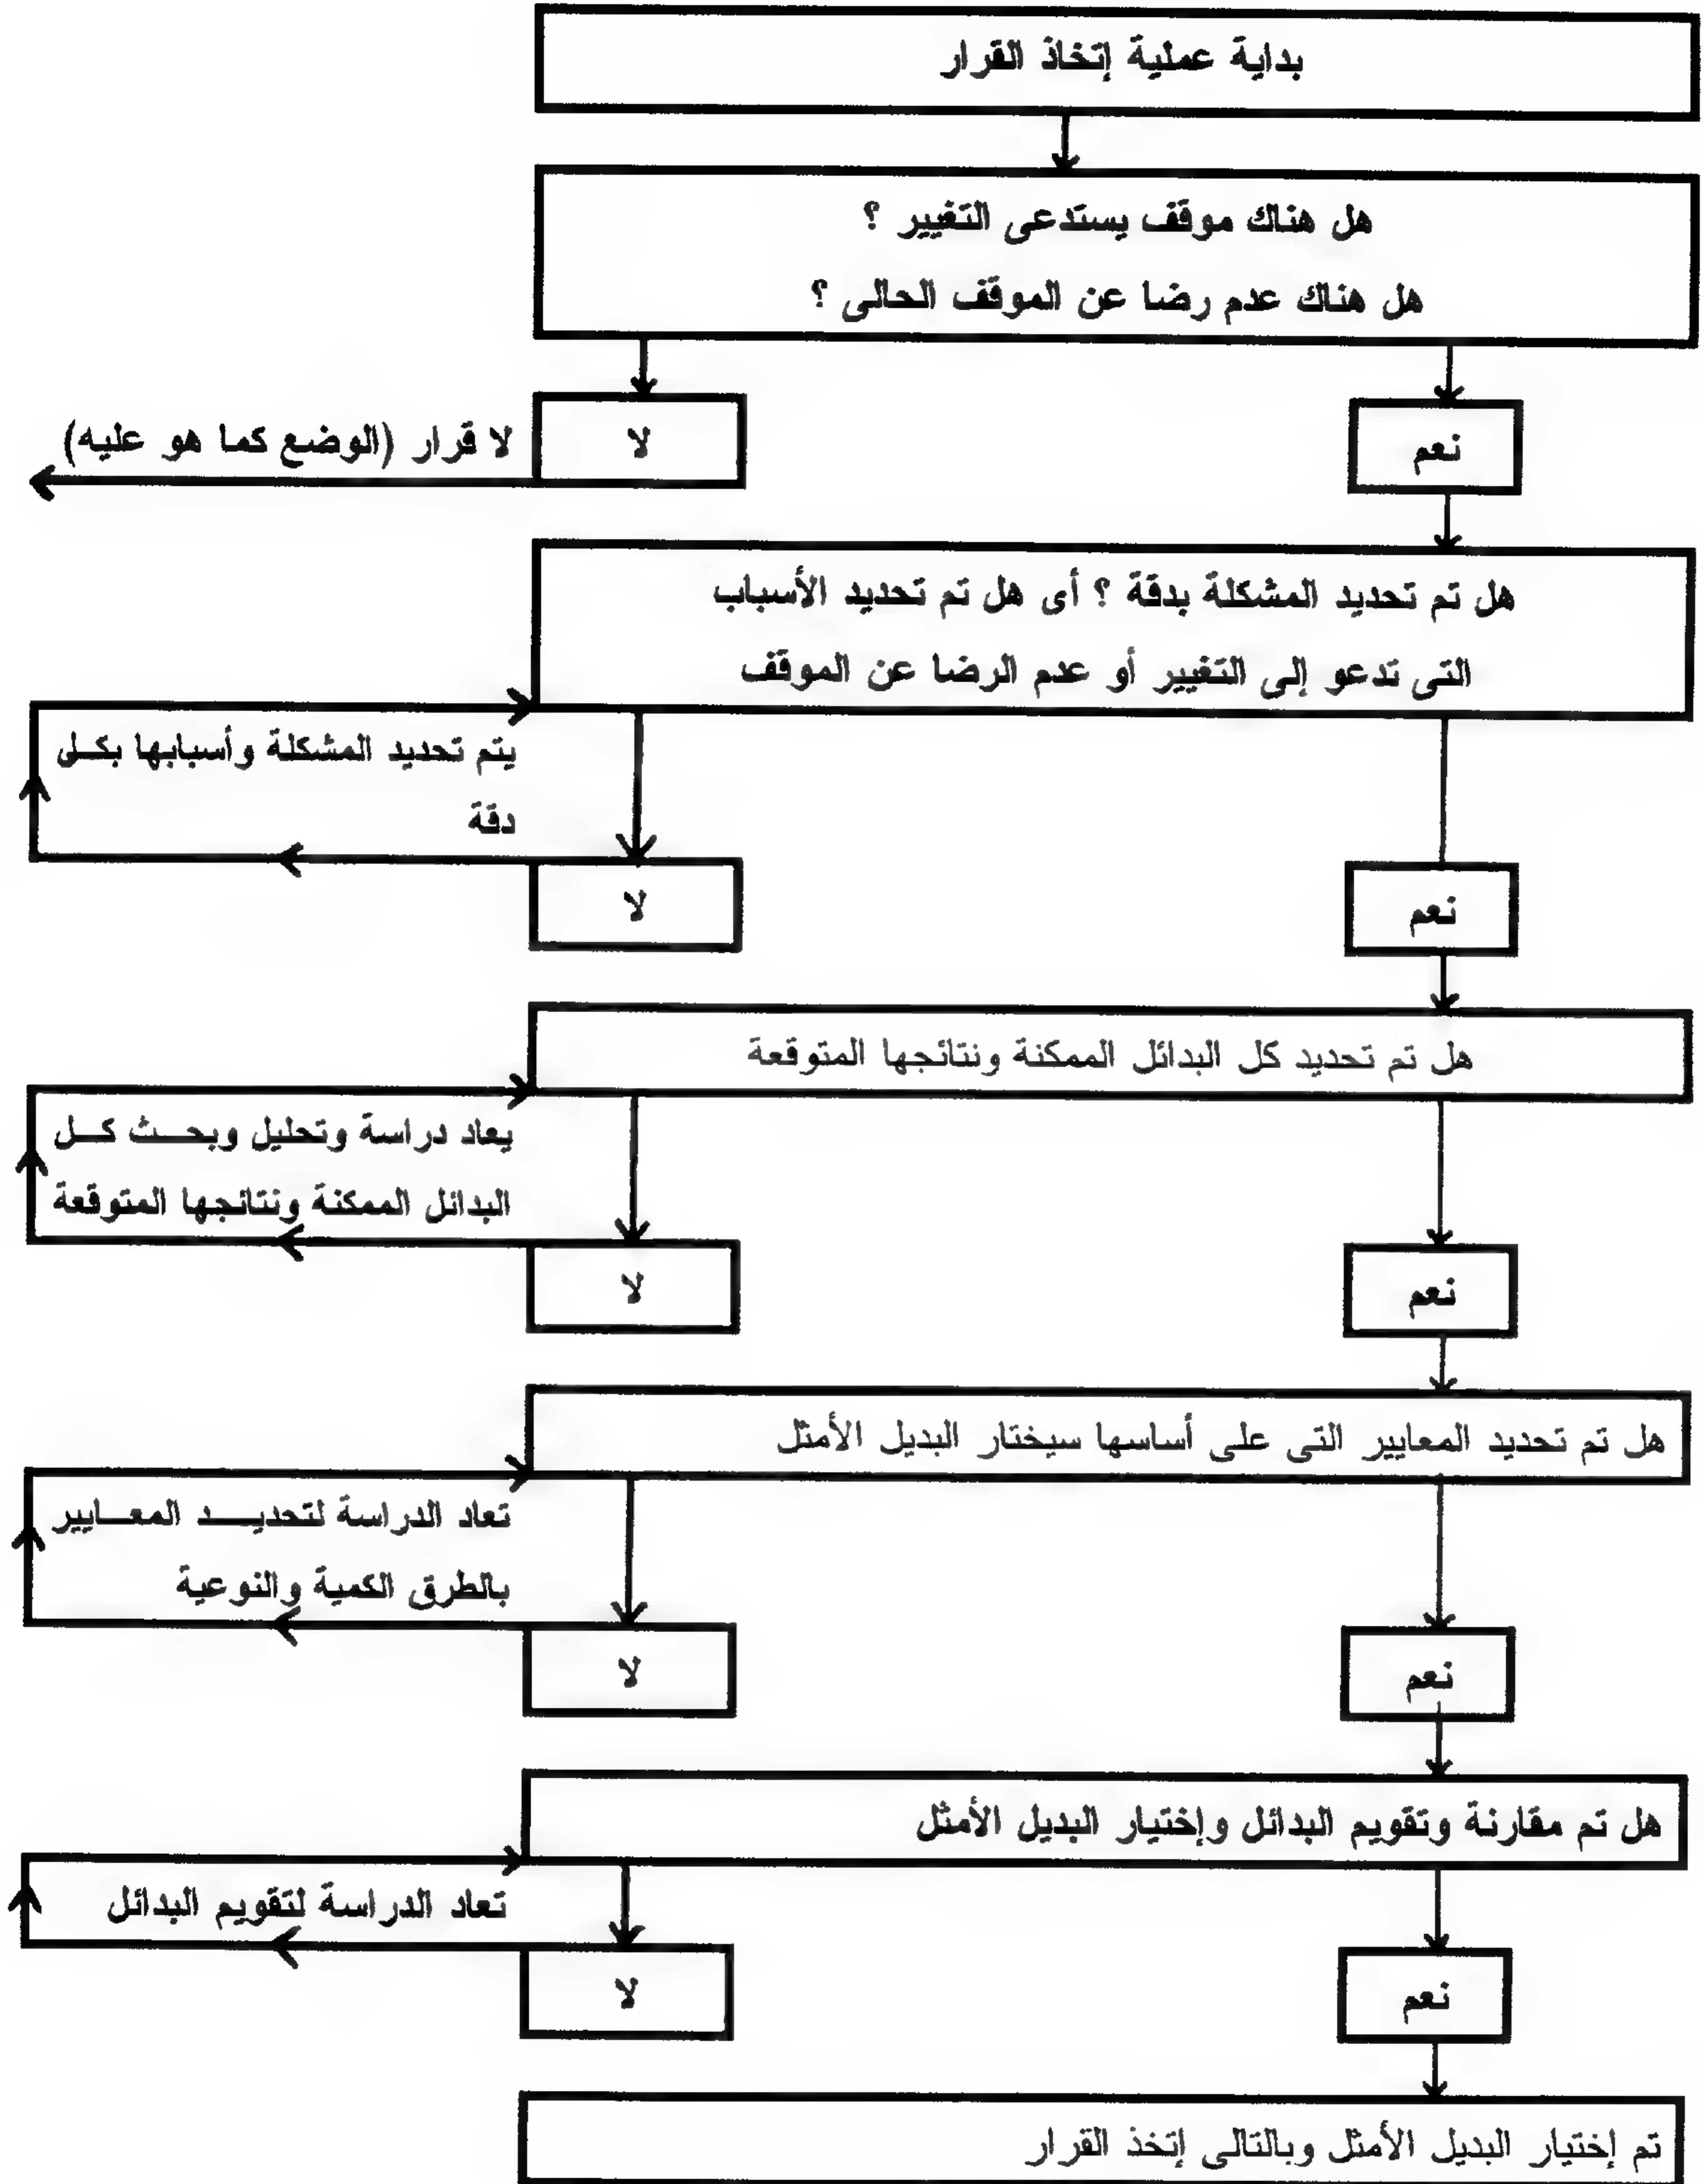 بداية عملية إتخاذ القرار
هل هناك موقف يستدعى التغيير ؟
هل هناك عدم رضا عن الموقف الحالى ؟
نعم
لا
لا قرار (الوضع كما هو عليه)
هل تم تحديد المشكلة بدقة ؟ أى هل تم تحديد الأسباب
التى تدعو إلى التغيير أو عدم الرضا عن الموقف
يتم تحديد المشكلة وأسبابها بكل
دقة
نعم
لا
هل تم تحديد كل البدائل الممكنة ونتائجها المتوقعة
يعاد دراسة وتحليل وبحث كل
البدائل الممكنة ونتائجها المتوقعة
نعم
لا
هل تم تحديد المعايير التى على أساسها سيختار البديل الأمثل
تعاد الدراسة لتحديد المعايير
بالطرق الكمية والنوعية
نعم
لا
هل تم مقارنة وتقويم البدائل وإختيار البديل الأمثل
تعاد الدراسة لتقويم البدائل
نعم
لا
تم إختيار البديل الأمثل وبالتالى إتخذ القرار